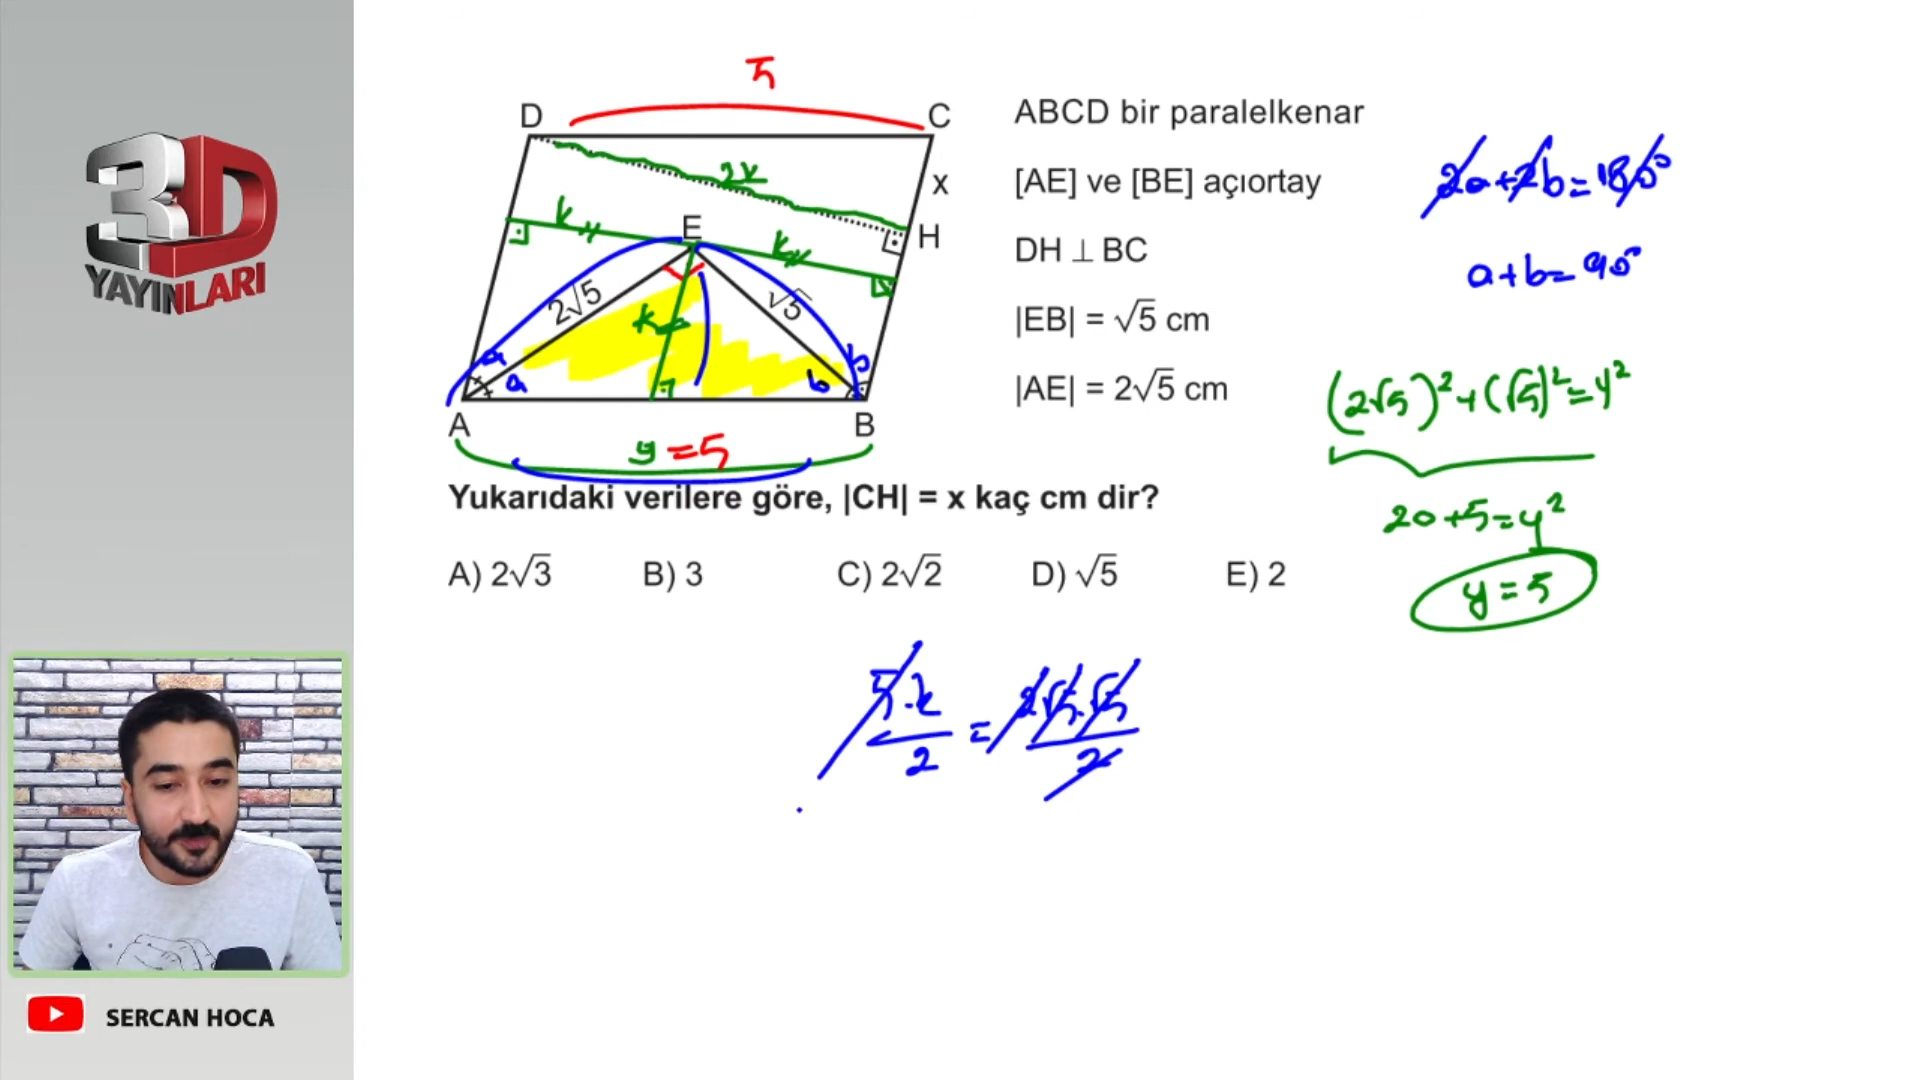 3D
YAYINLARI
5
D
C
ABCD bir paralelkenar
2a+2b=180°
2k
x
[AE] ve [BE] açıortay
k
E
k
H
DH ⊥ BC
a+b=90°
2√5
√5
k
|EB| = √5 cm
a
a
b
b
|AE| = 2√5 cm
(2√5)²+(√5)²=y²
A
B
y=5
Yukarıdaki verilere göre, |CH| = x kaç cm dir?
20+5=y²
A) 2√3 B) 3 C) 2√2 D) √5 E) 2
y=5
5.k/2 = 2√5.√5/2
SERCAN HOCA